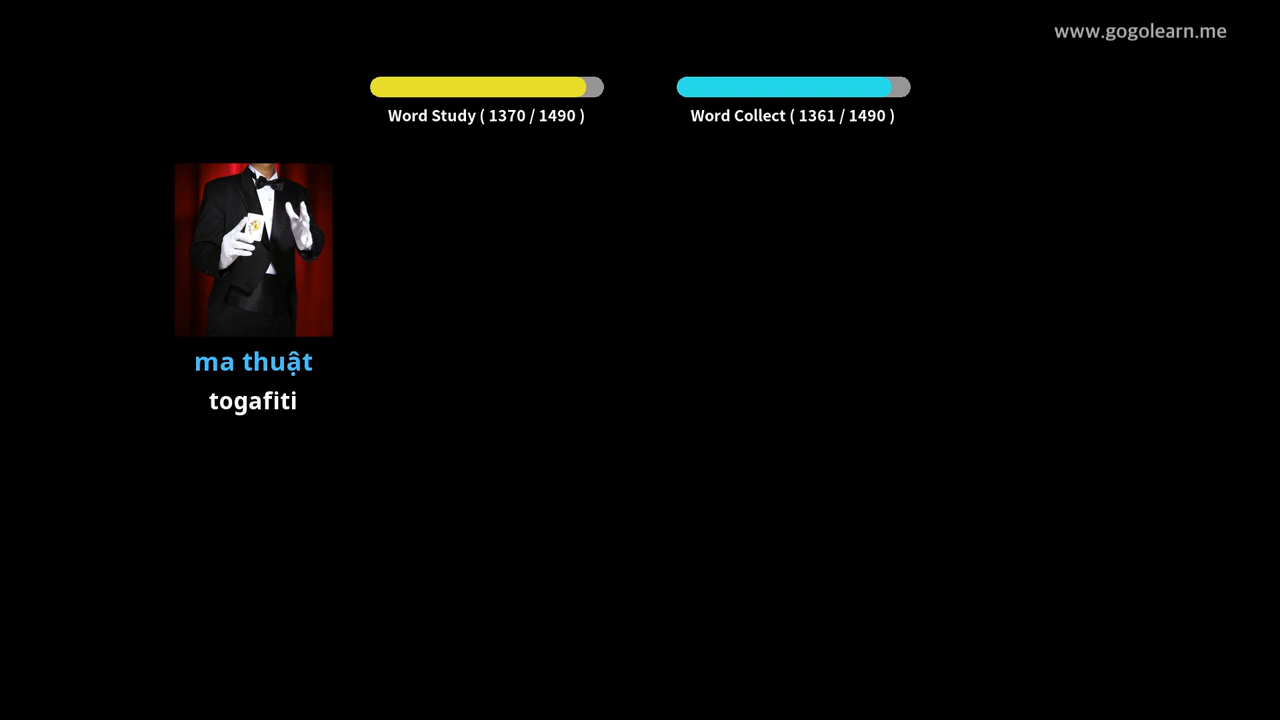 www.gogolearn.me
Word Study ( 1370 / 1490 )
Word Collect ( 1361 / 1490 )
ma thuật
togafiti